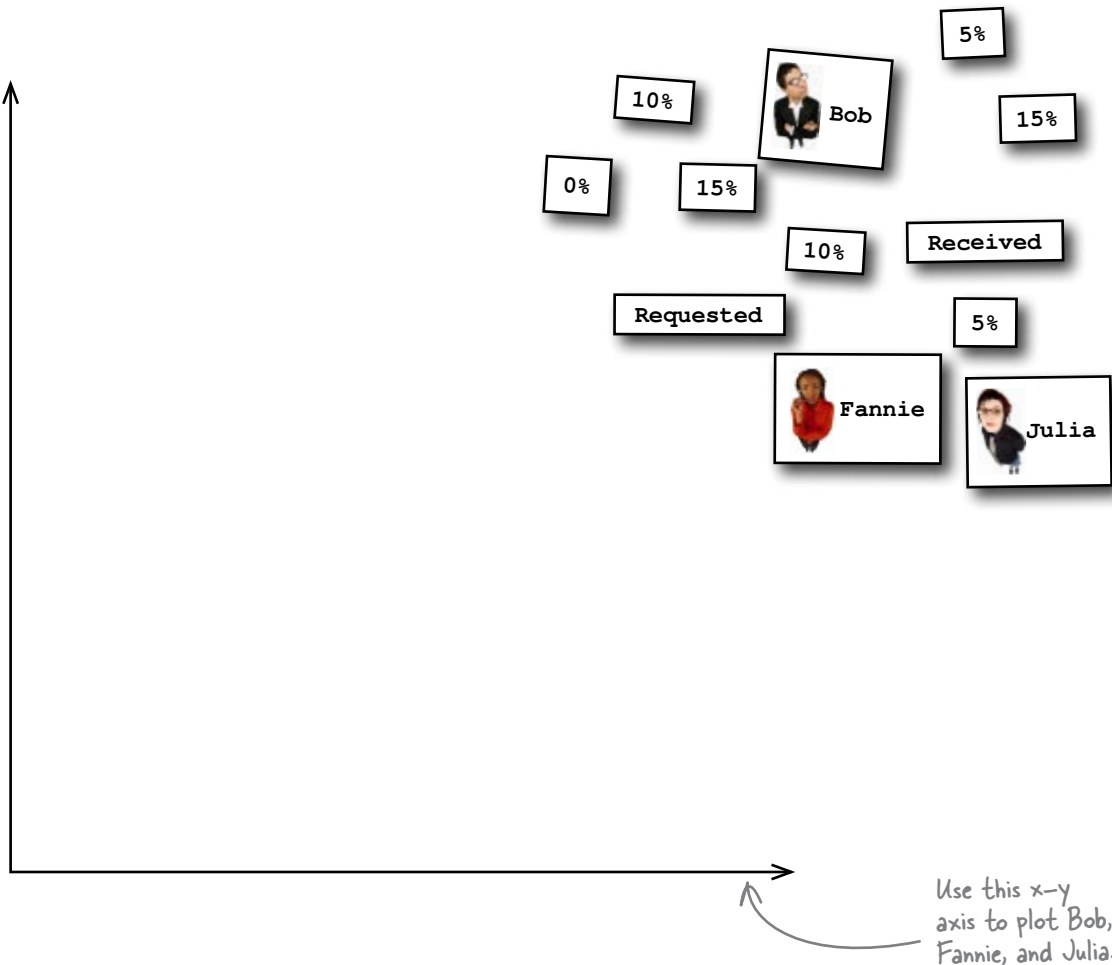 5%
10%
Bob
15%
0%
15%
10%
Received
Requested
5%
Fannie
Julia
Use this x-y
axis to plot Bob,
Fannie, and Julia.